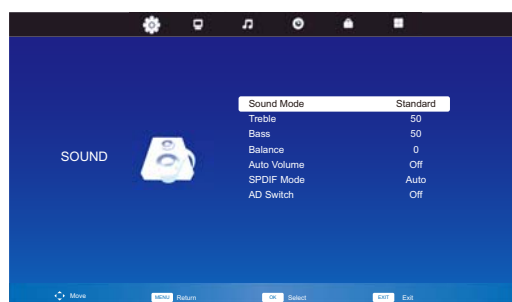 Sound Mode Standard
Treble 50
Bass 50
Balance 0
Auto Volume Off
SPDIF Mode Auto
AD Switch Off
SOUND
Move MENU Return OK Select EXIT Exit